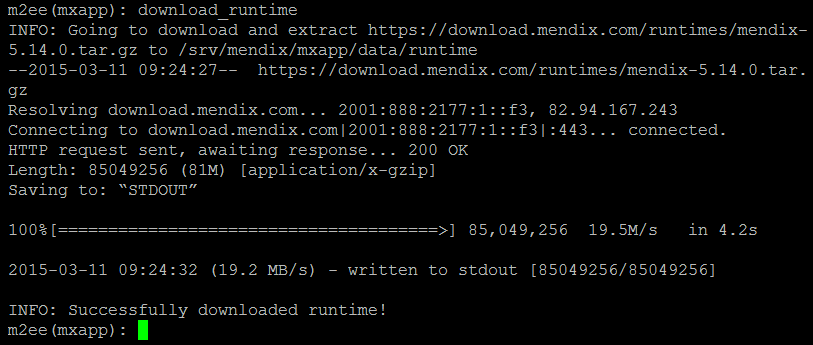 m2ee(mxapp): download_runtime
INFO: Going to download and extract https://download.mendix.com/runtimes/mendix-
5.14.0.tar.gz to /srv/mendix/mxapp/data/runtime
--2015-03-11 09:24:27--  https://download.mendix.com/runtimes/mendix-5.14.0.tar.
gz
Resolving download.mendix.com... 2001:888:2177:1::f3, 82.94.167.243
Connecting to download.mendix.com|2001:888:2177:1::f3|:443... connected.
HTTP request sent, awaiting response... 200 OK
Length: 85049256 (81M) [application/x-gzip]
Saving to: “STDOUT”
100%[======================================>] 85,049,256  19.5M/s   in 4.2s
2015-03-11 09:24:32 (19.2 MB/s) - written to stdout [85049256/85049256]
INFO: Successfully downloaded runtime!
m2ee(mxapp):